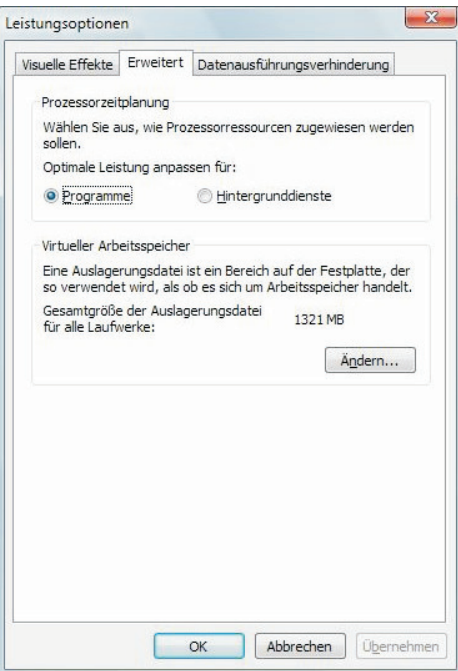 Leistungsoptionen
Visuelle Effekte Erweitert Datenausführungsverhinderung
Prozessorzeitplanung
Wählen Sie aus, wie Prozessorressourcen zugewiesen werden
sollen.
Optimale Leistung anpassen für:
Programme Hintergrunddienste
Virtueller Arbeitsspeicher
Eine Auslagerungsdatei ist ein Bereich auf der Festplatte, der
so verwendet wird, als ob es sich um Arbeitsspeicher handelt.
Gesamtgröße der Auslagerungsdatei
für alle Laufwerke: 1321 MB
Ändern...
OK Abbrechen Übernehmen